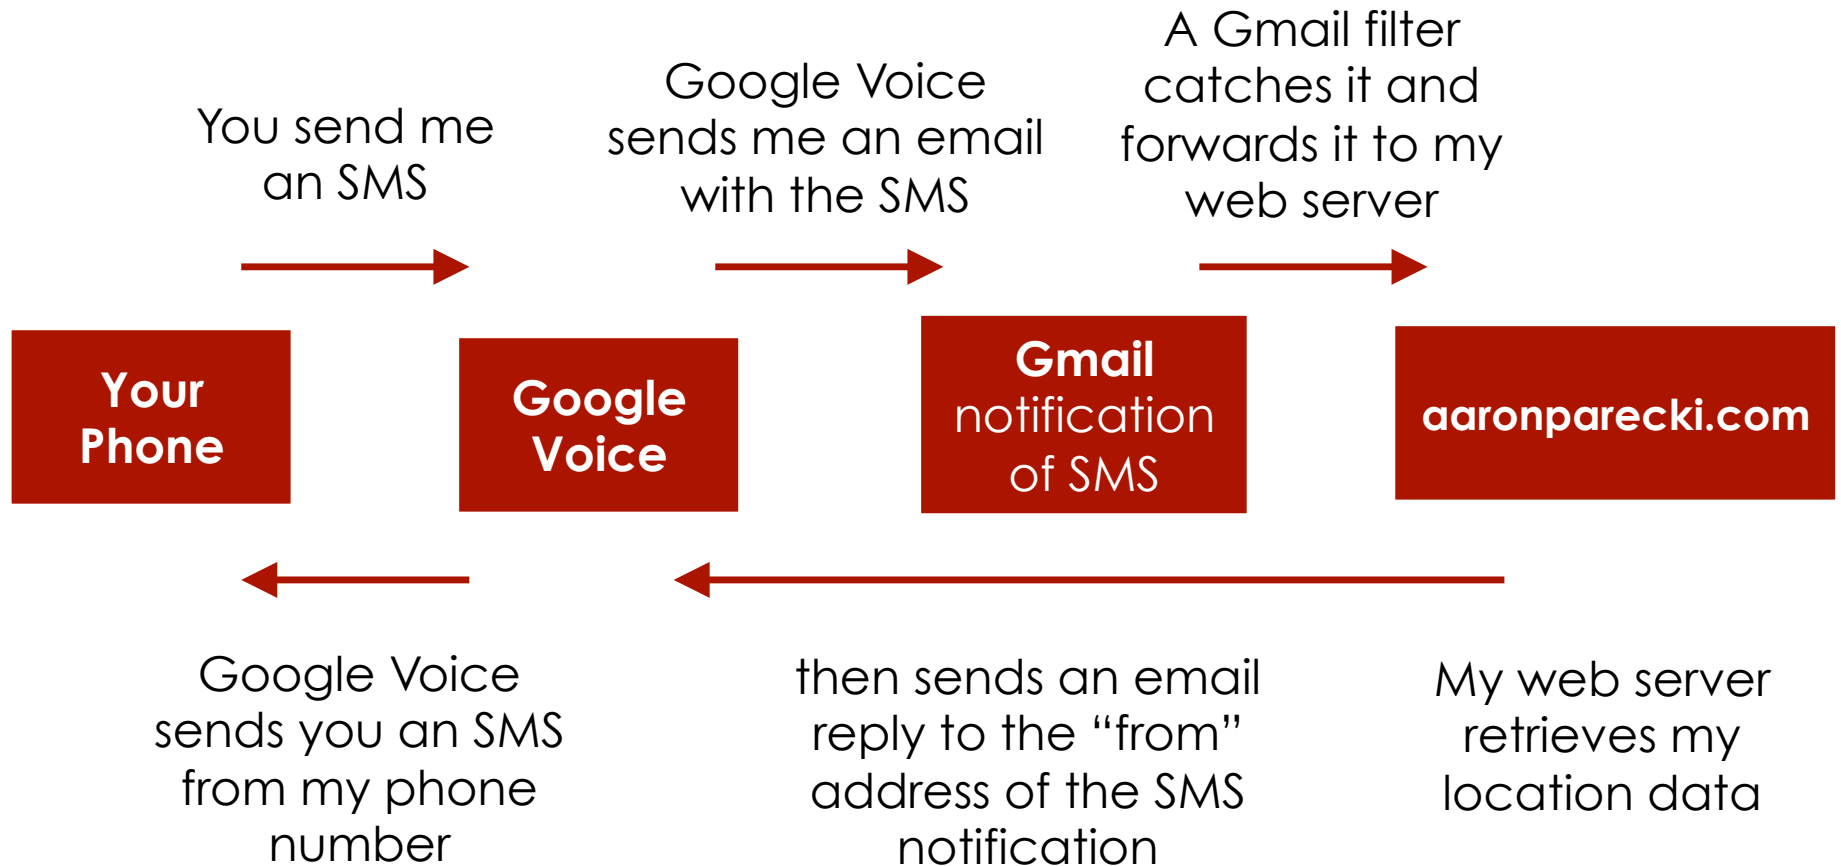 You send me
an SMS
Google Voice
sends me an email
with the SMS
A Gmail filter
catches it and
forwards it to my
web server
Your
Phone
Google
Voice
Gmail
notification
of SMS
aaronparecki.com
Google Voice
sends you an SMS
from my phone
number
then sends an email
reply to the “from”
address of the SMS
notification
My web server
retrieves my
location data